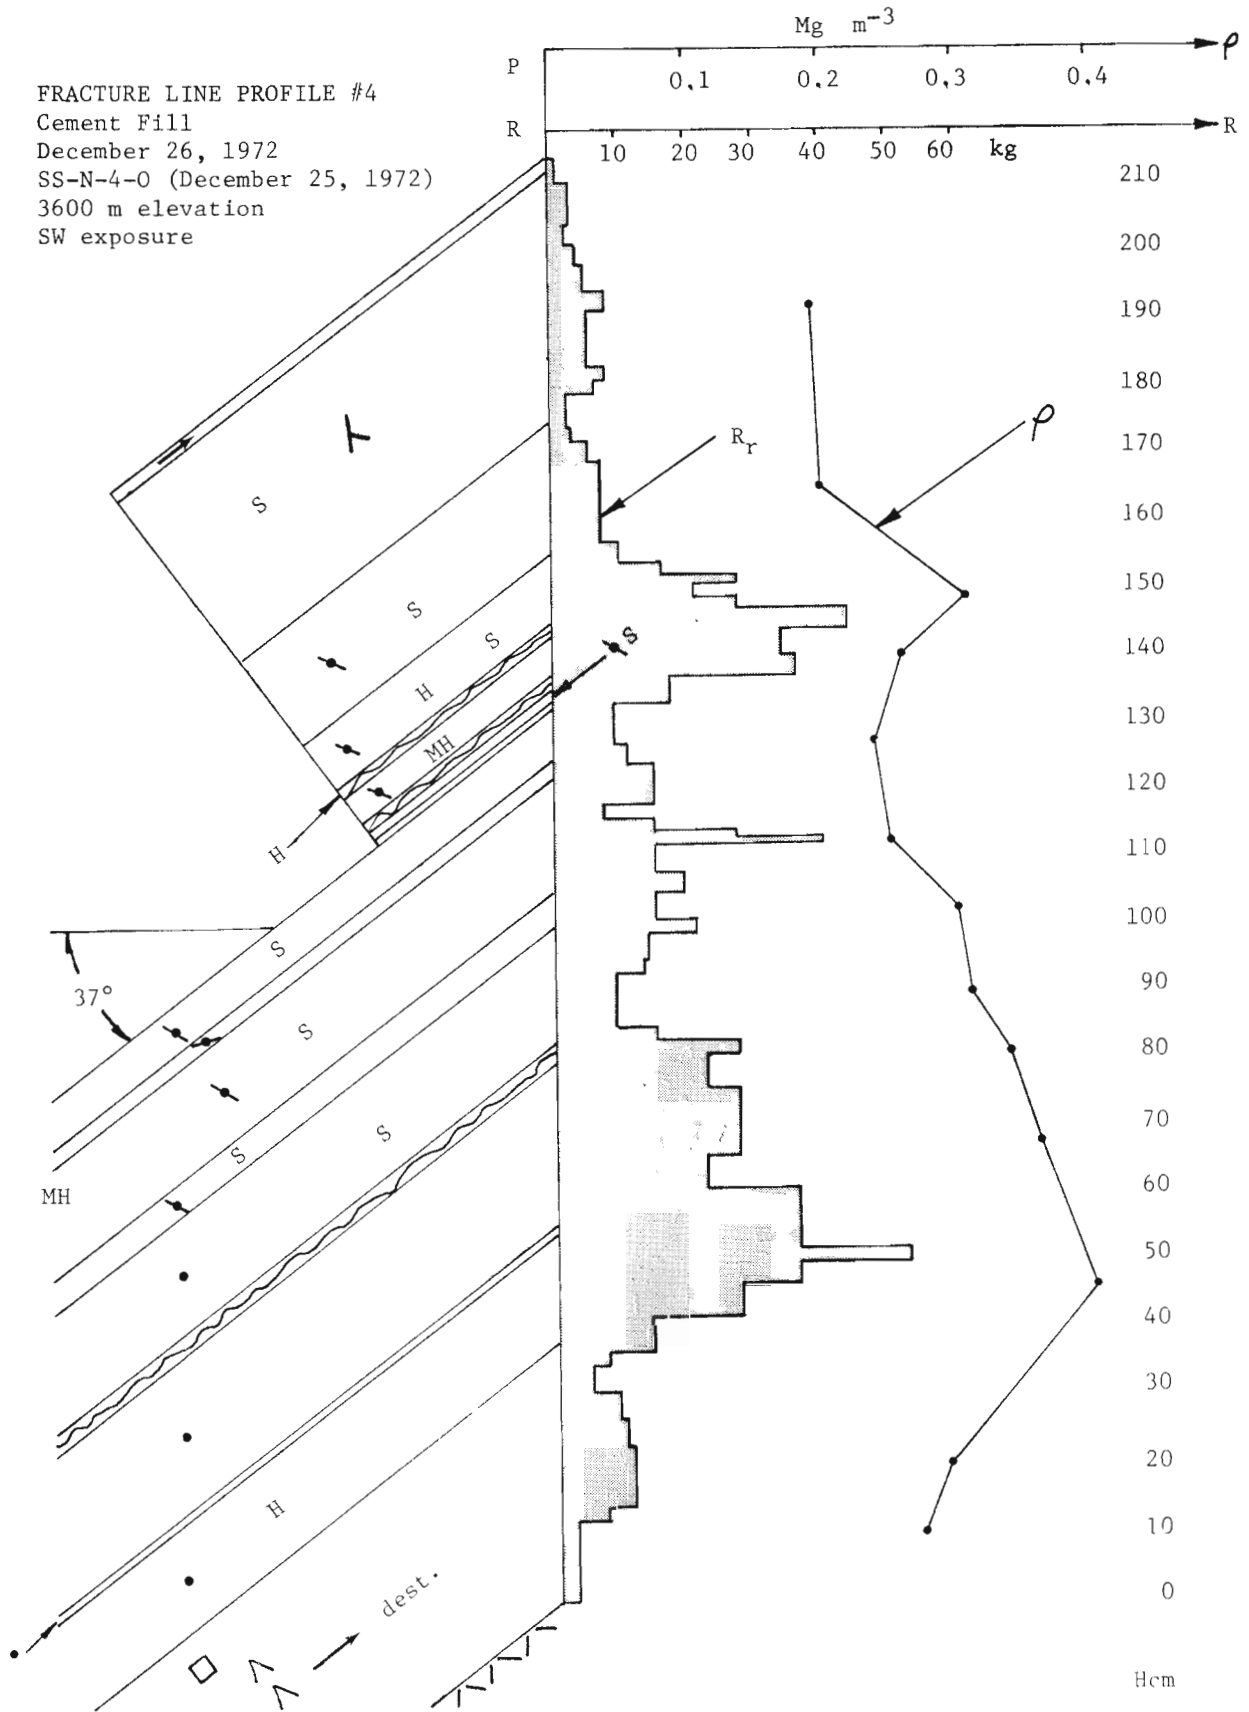 Mg m⁻³
ρ
P
0.1 0.2 0.3 0.4
FRACTURE LINE PROFILE #4
Cement Fill
December 26, 1972
SS-N-4-O (December 25, 1972)
3600 m elevation
SW exposure
R
R
10 20 30 40 50 60 kg
210
200
190
180
170
160
150
140
130
120
110
100
90
80
70
60
50
40
30
20
10
0
Hcm
R_r
ρ
S
S
S
S
H
MH
H
S
37°
S
S
S
MH
H
dest.